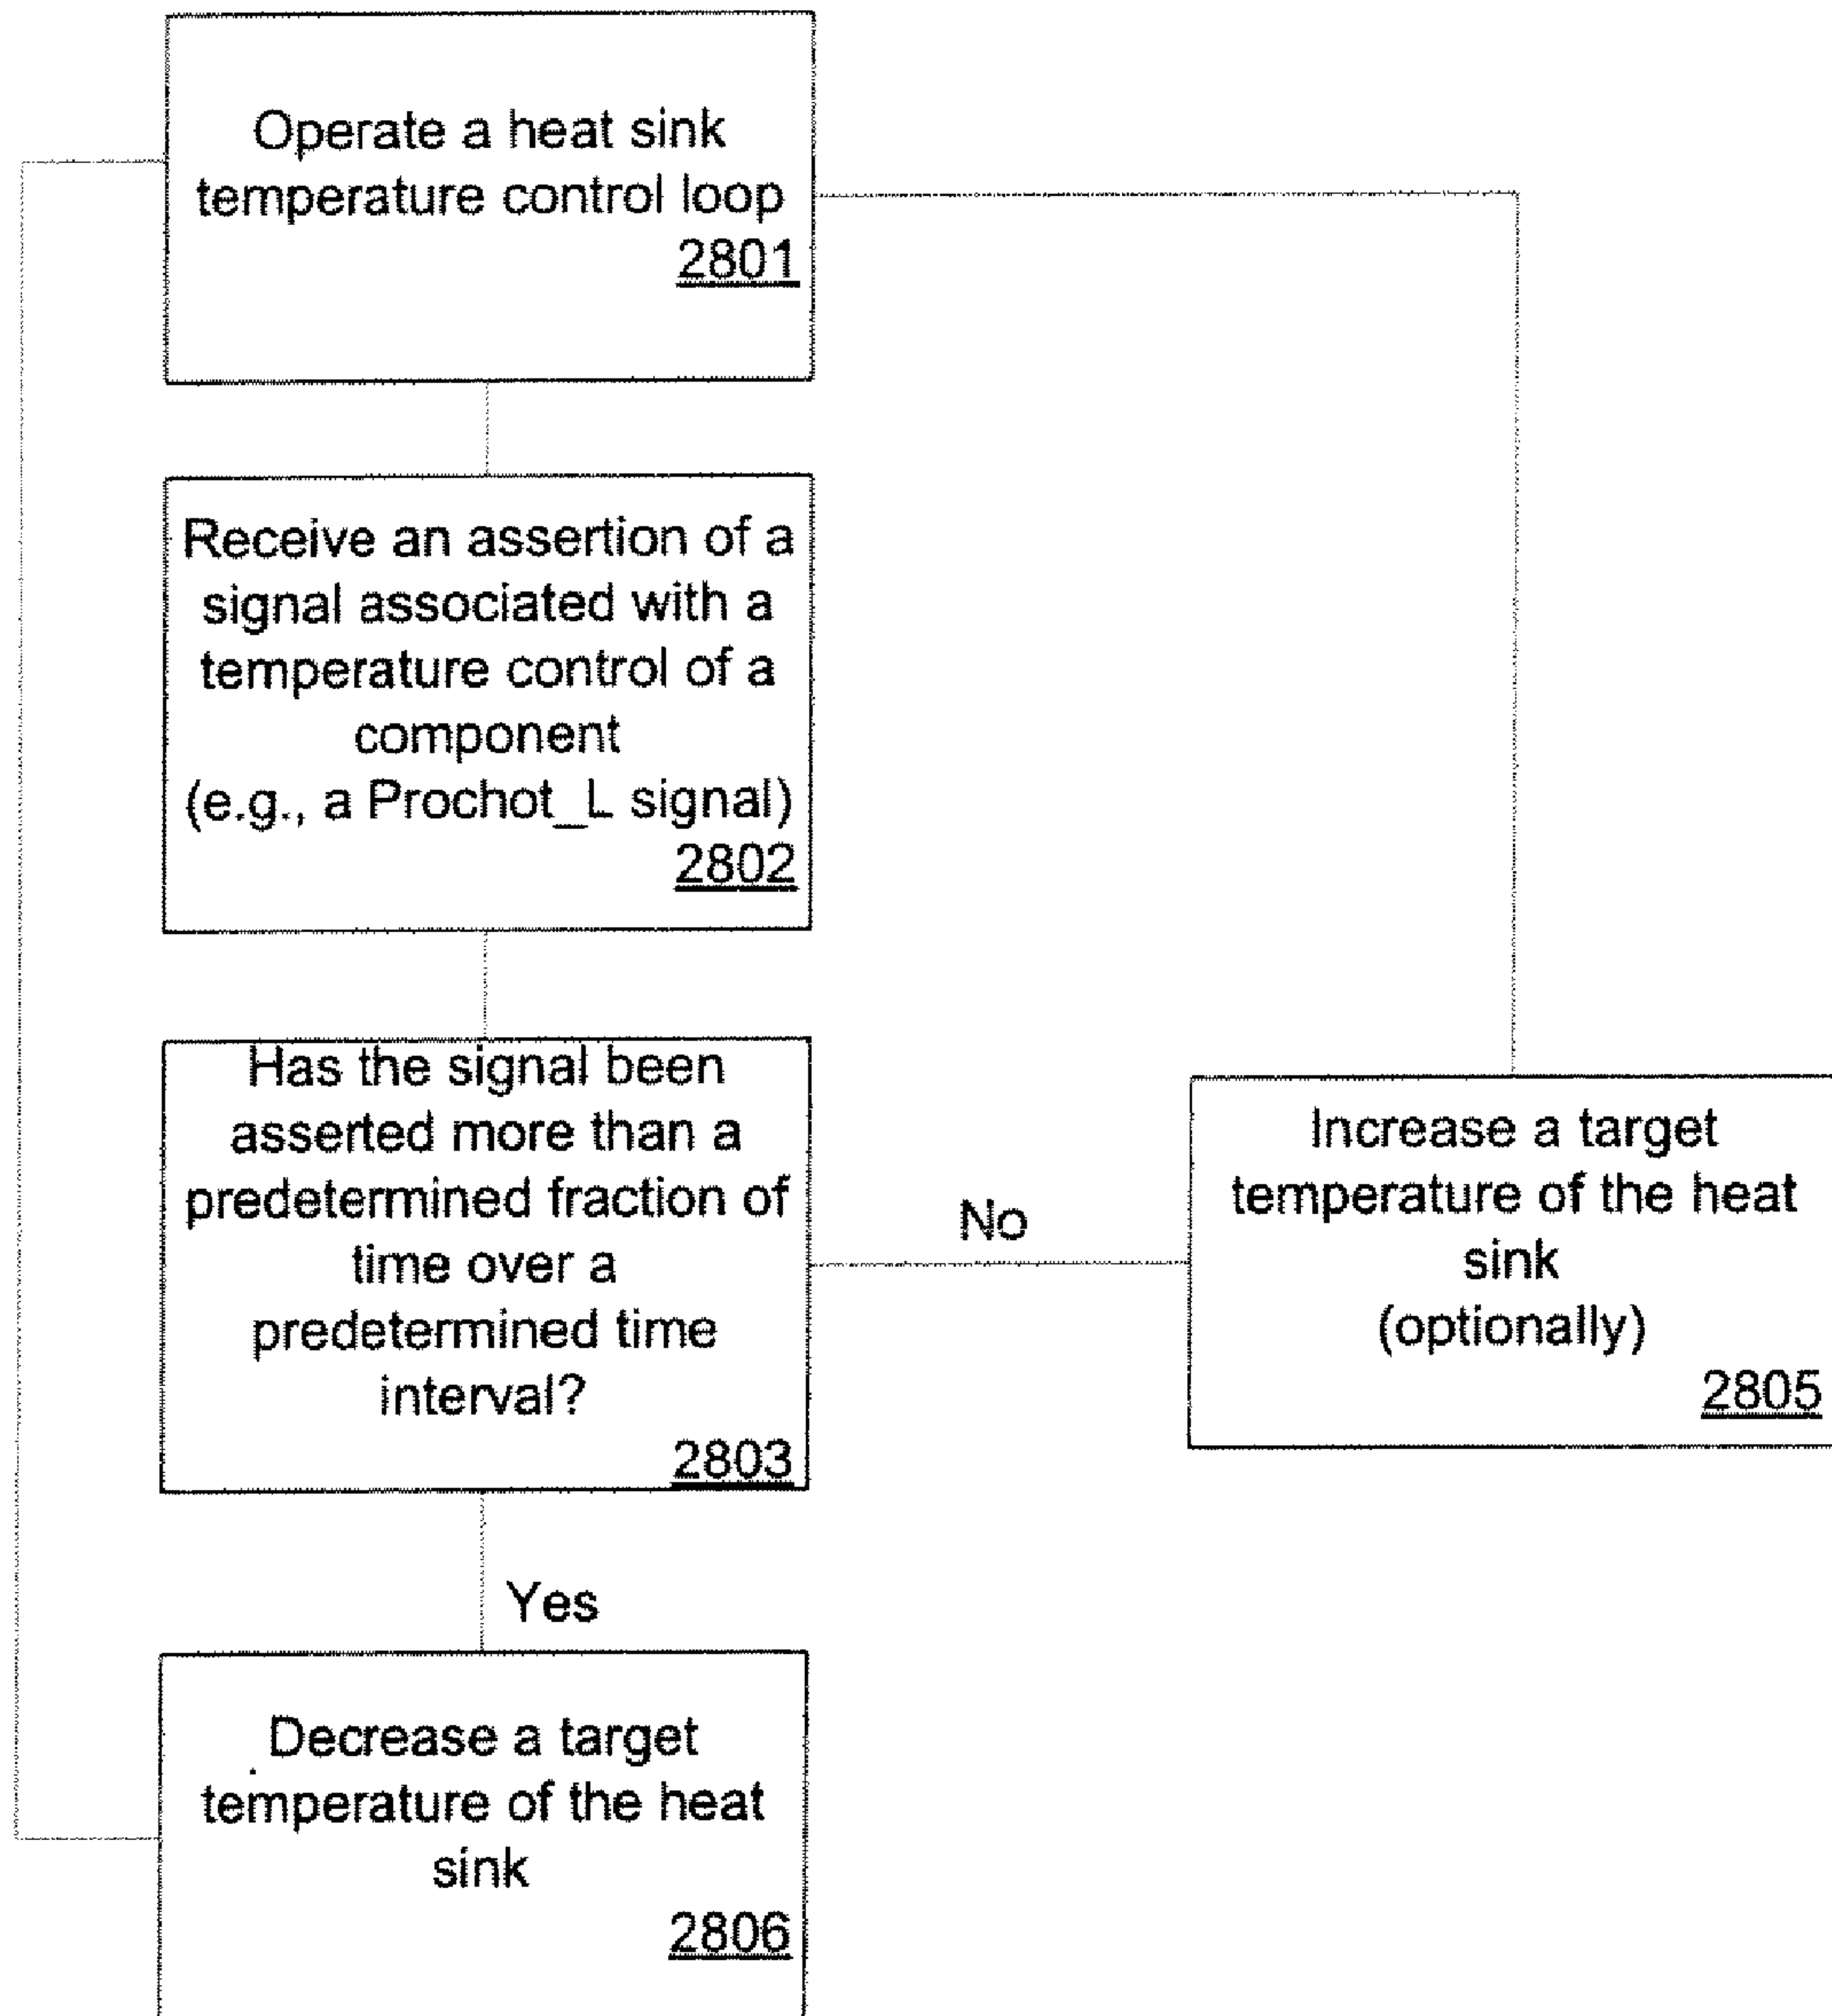 Operate a heat sink
temperature control loop
2801
Receive an assertion of a
signal associated with a
temperature control of a
component
(e.g., a Prochot_L signal)
2802
Has the signal been
asserted more than a
predetermined fraction of
time over a
predetermined time
interval?
2803
No
Increase a target
temperature of the heat
sink
(optionally)
2805
Yes
Decrease a target
temperature of the heat
sink
2806